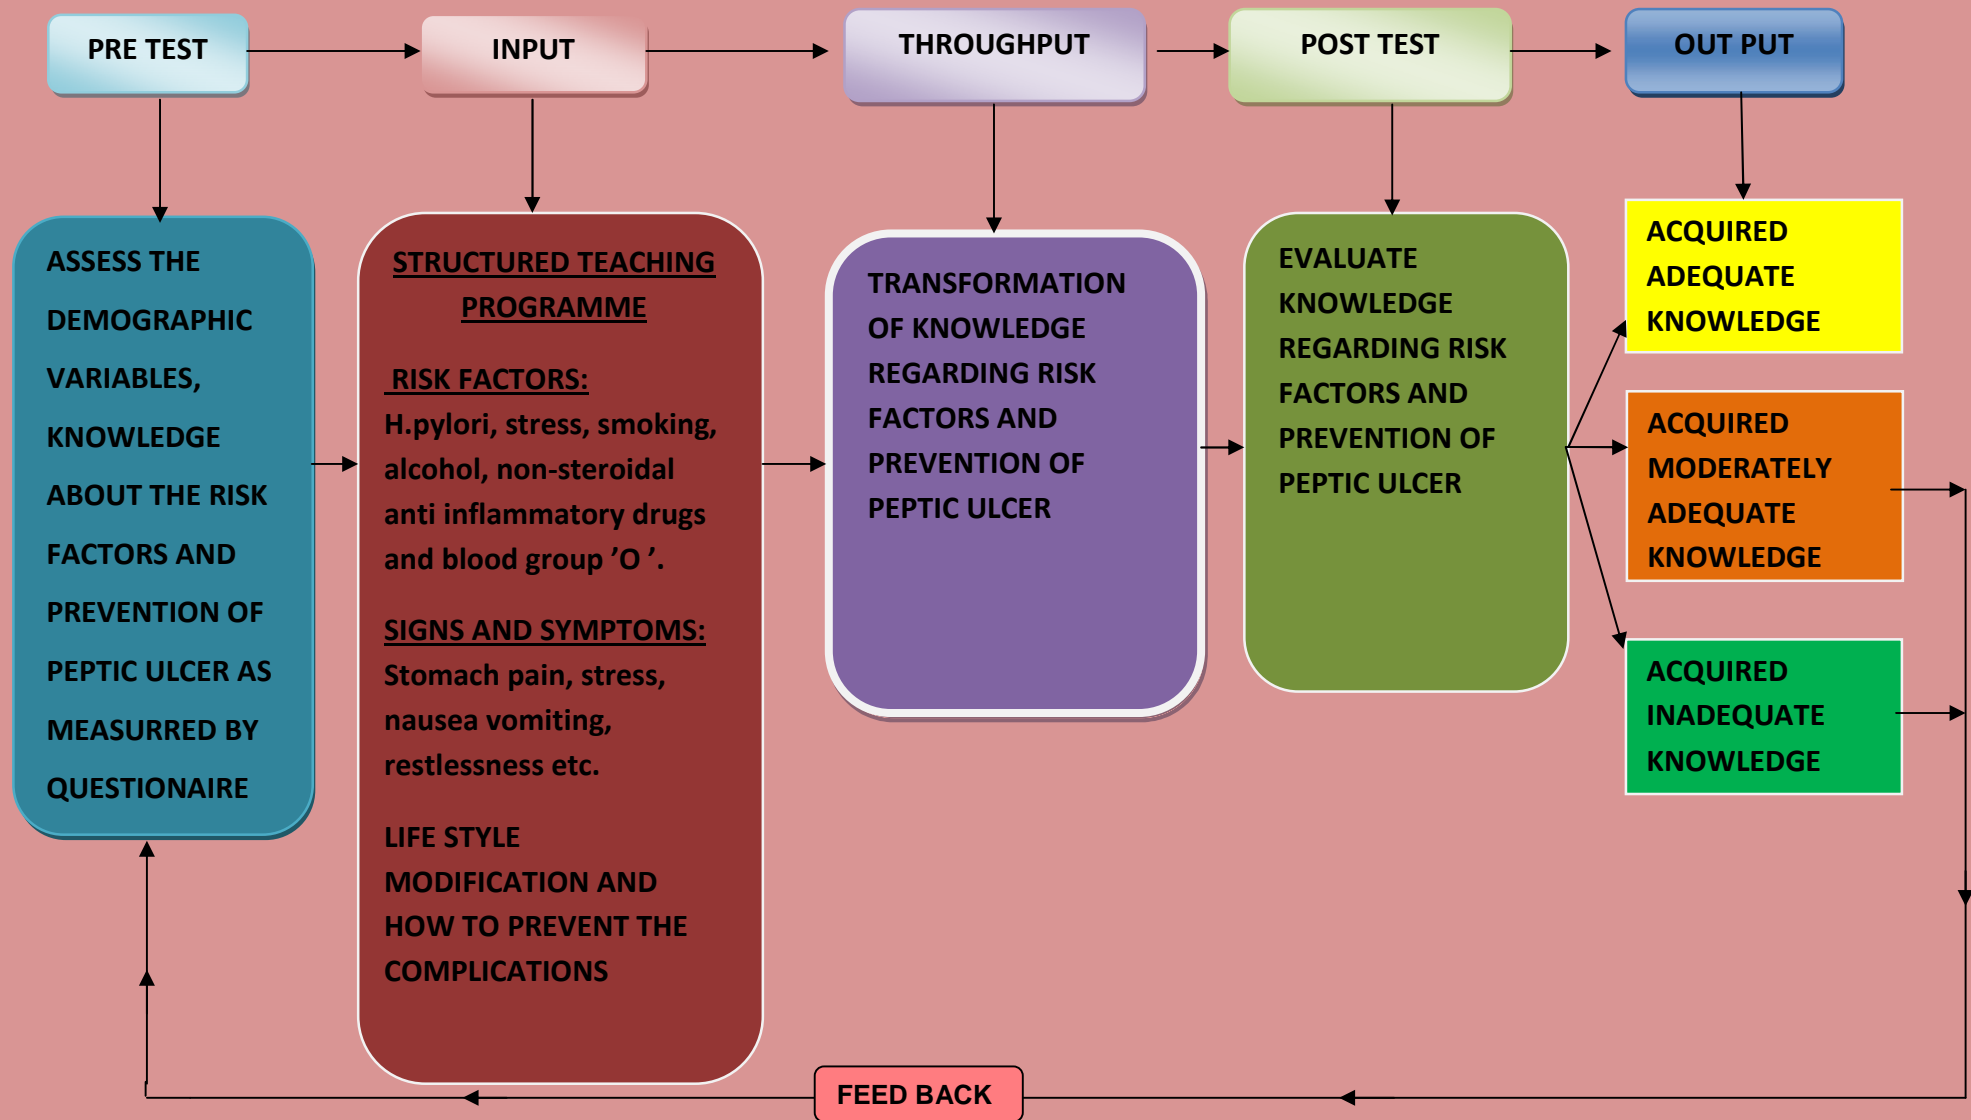 PRE TEST
INPUT
THROUGHPUT
POST TEST
OUT PUT
ASSESS THE
DEMOGRAPHIC
VARIABLES,
KNOWLEDGE
ABOUT THE RISK
FACTORS AND
PREVENTION OF
PEPTIC ULCER AS
MEASURRED BY
QUESTIONAIRE
STRUCTURED TEACHING
PROGRAMME
RISK FACTORS:
H.pylori, stress, smoking,
alcohol, non-steroidal
anti inflammatory drugs
and blood group ’O ’.
SIGNS AND SYMPTOMS:
Stomach pain, stress,
nausea vomiting,
restlessness etc.
LIFE STYLE
MODIFICATION AND
HOW TO PREVENT THE
COMPLICATIONS
TRANSFORMATION
OF KNOWLEDGE
REGARDING RISK
FACTORS AND
PREVENTION OF
PEPTIC ULCER
EVALUATE
KNOWLEDGE
REGARDING RISK
FACTORS AND
PREVENTION OF
PEPTIC ULCER
ACQUIRED
ADEQUATE
KNOWLEDGE
ACQUIRED
MODERATELY
ADEQUATE
KNOWLEDGE
ACQUIRED
INADEQUATE
KNOWLEDGE
FEED BACK